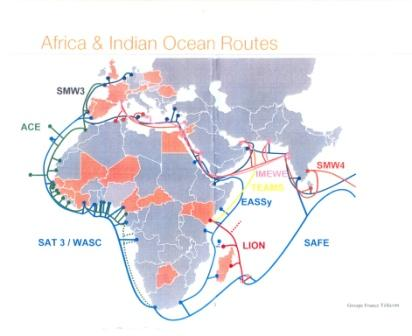 Africa & Indian Ocean Routes
SMW3
ACE
SMW4
IMEWE
TEAMS
EASSy
SAT 3 / WASC
LION
SAFE
Groupe France Télécom